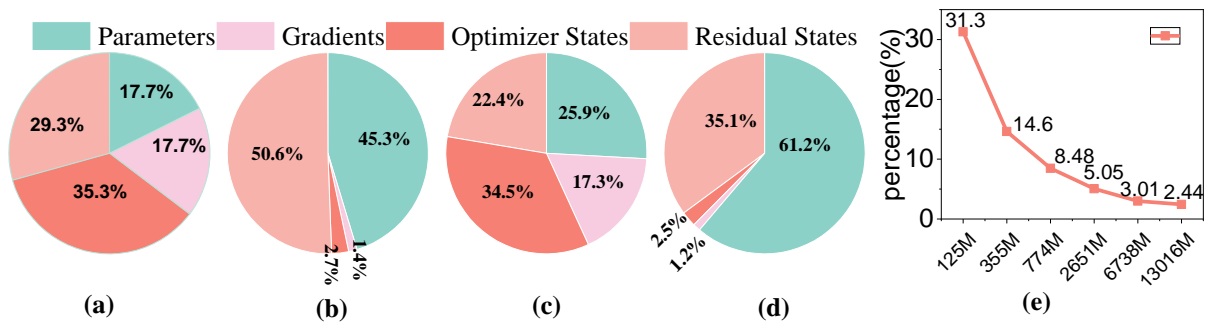 Parameters Gradients Optimizer States Residual States
17.7%
17.7%
35.3%
29.3%
(a)
45.3%
1.4%
2.7%
50.6%
(b)
25.9%
17.3%
34.5%
22.4%
(c)
61.2%
1.2%
2.5%
35.1%
(d)
percentage(%)
30
20
10
0
31.3
14.6
8.48
5.05
3.01
2.44
125M
355M
774M
2651M
6738M
13016M
(e)